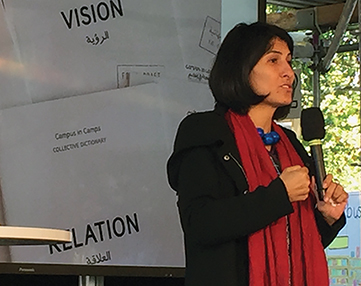 VISION
الرؤية
Campus in Camps
COLLECTIVE DICTIONARY
RELATION
العلاقة
Panasonic